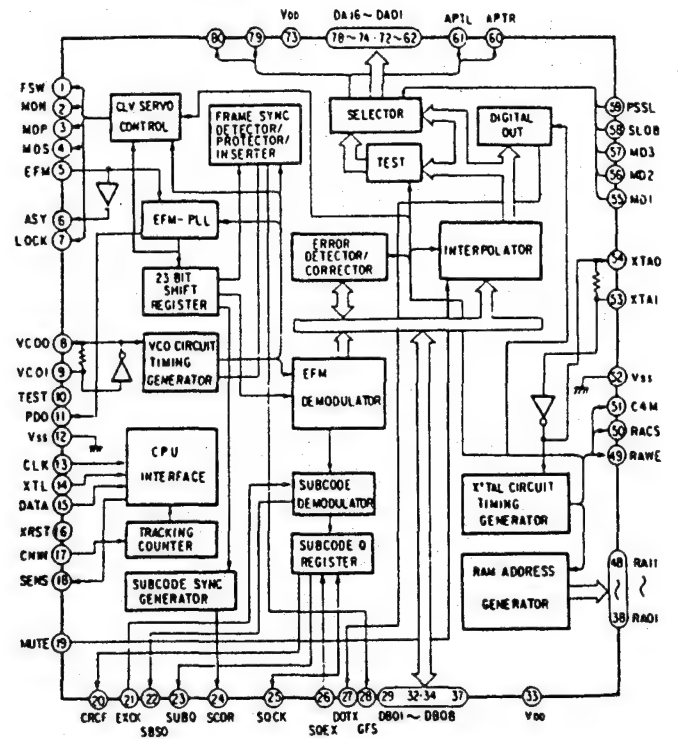 VDD DA16~DA01 APTL APTR
80 79 73 78~74·72~62 61 60
FSW 1
MON 2
MDP 3
MDS 4
EFM 5
ASY 6
LOCK 7
VCOO 8
VCOI 9
TEST 10
PDO 11
Vss 12
CLK 13
XTL 14
DATA 15
XRST 16
CNIN 17
SENS 18
MUTE 19
CLV SERVO
CONTROL
FRAME SYNC
DETECTOR/
PROTECTOR/
INSERTER
SELECTOR
TEST
DIGITAL
OUT
EFM-PLL
23 BIT
SHIFT
REGISTER
ERROR
DETECTOR/
CORRECTOR
INTERPOLATOR
VCO CIRCUIT
TIMING
GENERATOR
EFM
DEMODULATOR
CPU
INTERFACE
TRACKING
COUNTER
SUBCODE
DEMODULATOR
SUBCODE Q
REGISTER
SUBCODE SYNC
GENERATOR
X'TAL CIRCUIT
TIMING
GENERATOR
RAM ADDRESS
GENERATOR
59 PSSL
58 SLOB
57 MD3
56 MD2
55 MD1
54 XTAO
53 XTAI
52 Vss
51 C4M
50 RACS
49 RAWE
48 RA11
~
38 RA01
20 21 22 23 24 25 26 27 28 29 32·34 37 33
CRCF EXCK SBSO SUBQ SCOR SQCK SQEX DOTX GFS DB01~DB08 VDD